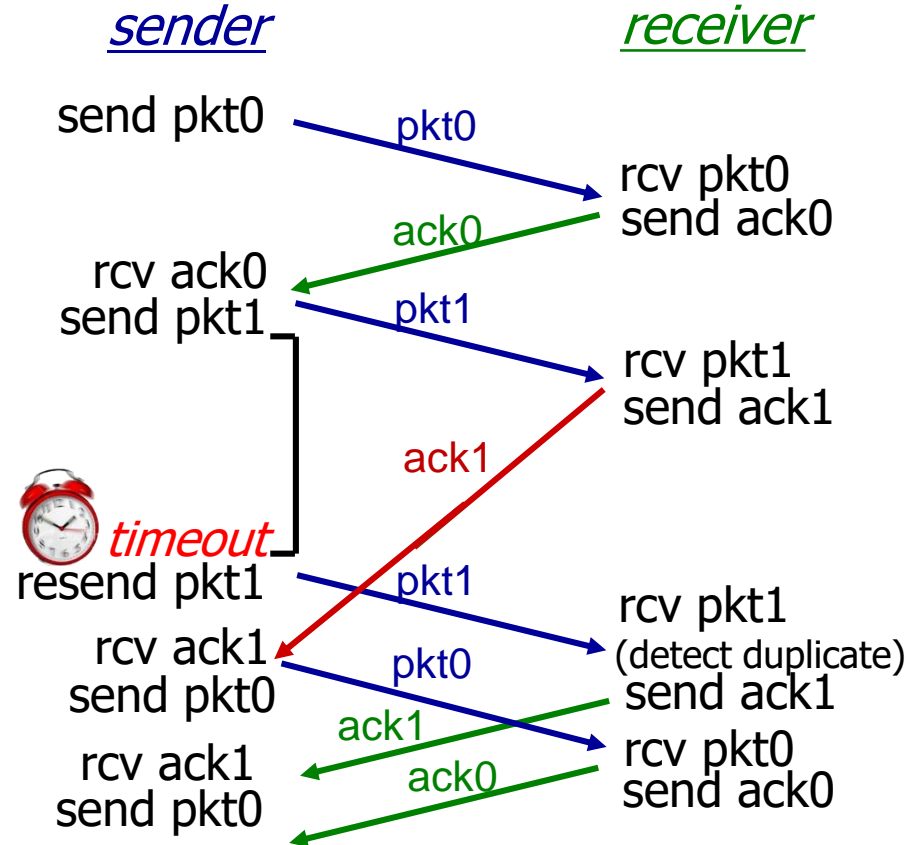 sender
receiver
send pkt0
pkt0
rcv pkt0
send ack0
ack0
rcv ack0
send pkt1
pkt1
rcv pkt1
send ack1
ack1
timeout
resend pkt1
pkt1
rcv pkt1
(detect duplicate)
send ack1
rcv ack1
send pkt0
pkt0
ack1
rcv pkt0
send ack0
rcv ack1
send pkt0
ack0